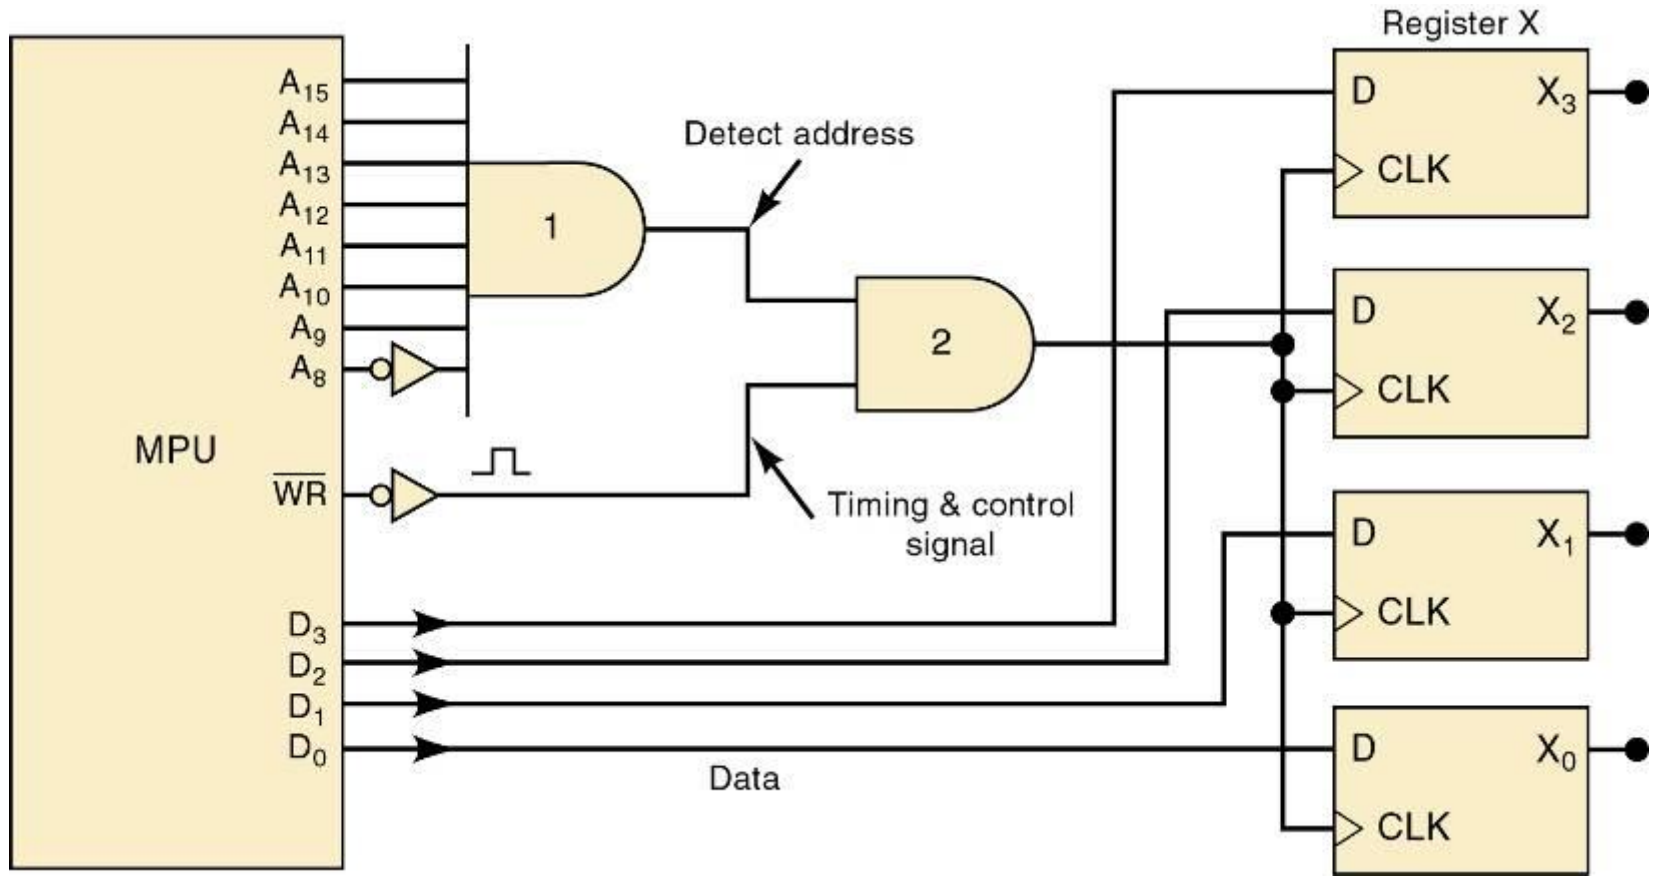 Register X
A₁₅
A₁₄
A₁₃
A₁₂
A₁₁
A₁₀
A₉
A₈
MPU
W̅R̅
D₃
D₂
D₁
D₀
1
Detect address
2
Timing & control
signal
Data
D X₃
CLK
D X₂
CLK
D X₁
CLK
D X₀
CLK